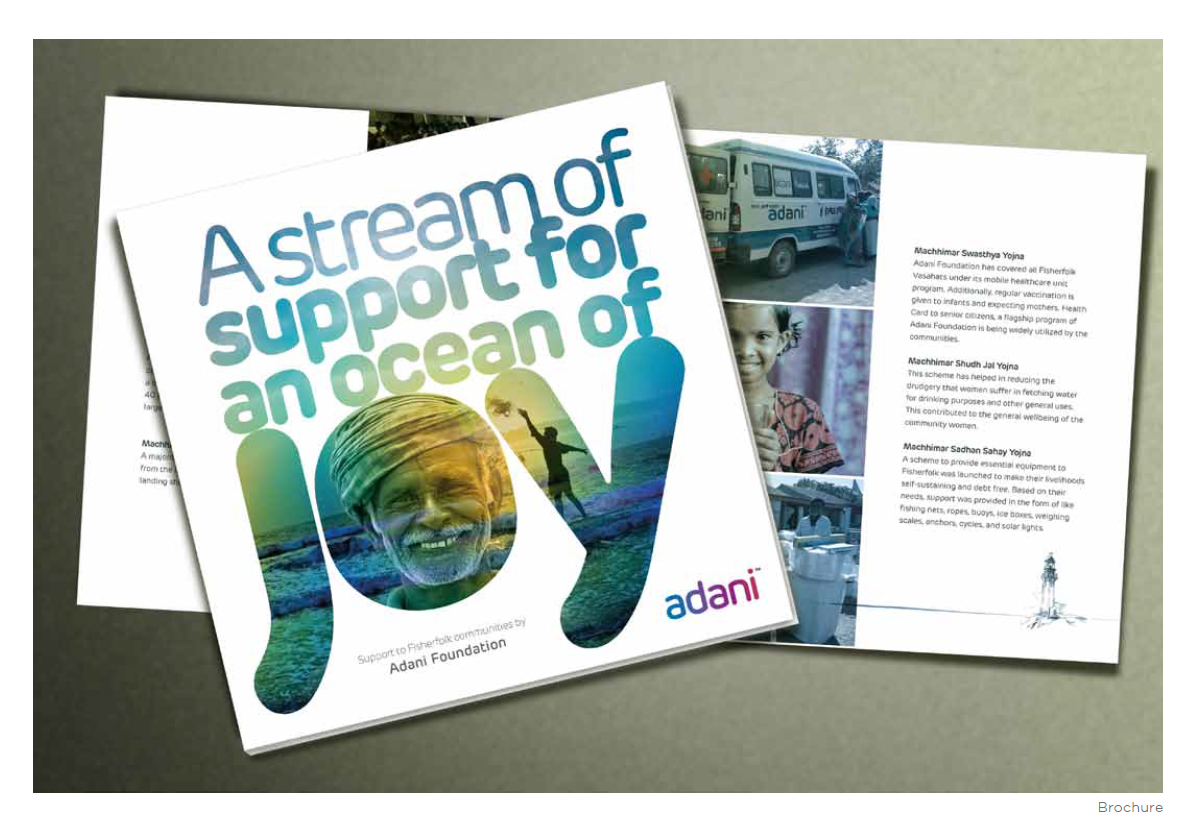 A stream of
support for
an ocean of
joy
Support to Fisherfolk communities by
Adani Foundation
adani™
adani
Machhimar Swasthya Yojna
Adani Foundation has covered all Fisherfolk
Vasahats under its mobile healthcare unit
program. Additionally, regular vaccination is
given to infants and expecting mothers. Health
Card to senior citizens, a flagship program of
Adani Foundation is being widely utilized by the
communities.
Machhimar Shudh Jal Yojna
This scheme has helped in reducing the
drudgery that women suffer in fetching water
for drinking purposes and other general uses.
This contributed to the general wellbeing of the
community women.
Machhimar Sadhan Sahay Yojna
A scheme to provide essential equipment to
Fisherfolk was launched to make their livelihoods
self-sustaining and debt free. Based on their
needs, support was provided in the form of like
fishing nets, ropes, buoys, ice boxes, weighing
scales, anchors, cycles, and solar lights.
40
from the
landing
Brochure